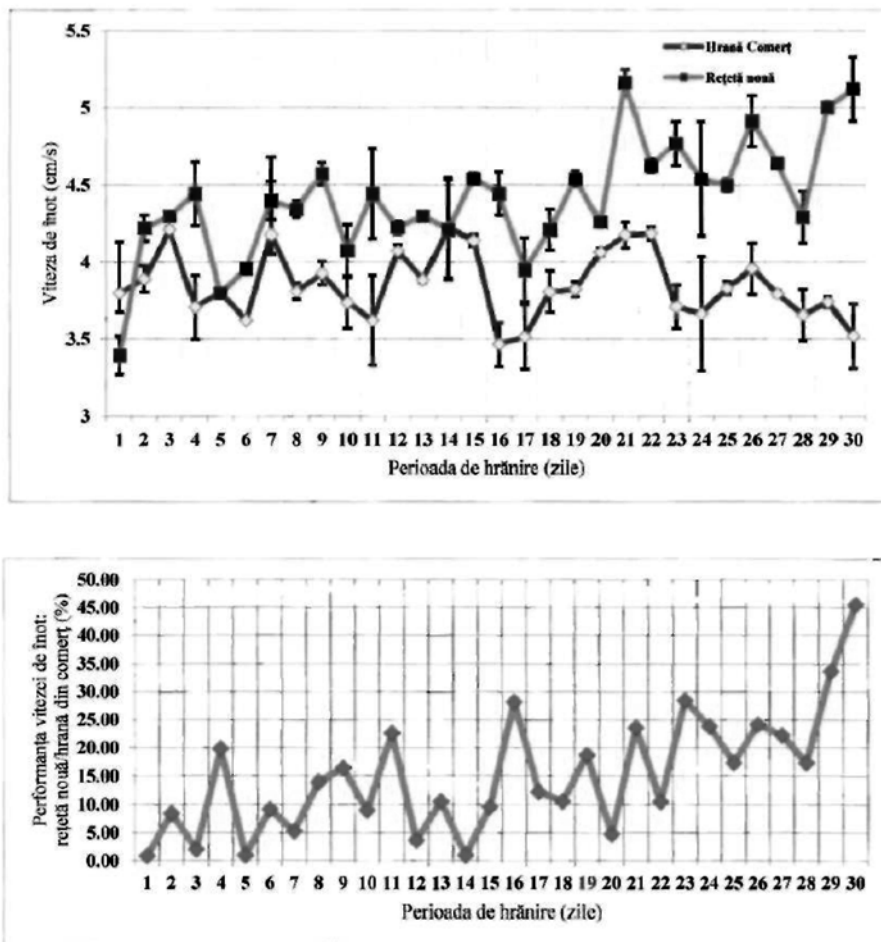 5.5
5
4.5
4
3.5
3
Viteza de înot (cm/s)
Hrană Comerț
Rețetă nouă
1 2 3 4 5 6 7 8 9 10 11 12 13 14 15 16 17 18 19 20 21 22 23 24 25 26 27 28 29 30
Perioada de hrănire (zile)
50.00
45.00
40.00
35.00
30.00
25.00
20.00
15.00
10.00
5.00
0.00
Performanța vitezei de înot:
rețetă nouă/hrană din comerț (%)
1 2 3 4 5 6 7 8 9 10 11 12 13 14 15 16 17 18 19 20 21 22 23 24 25 26 27 28 29 30
Perioada de hrănire (zile)